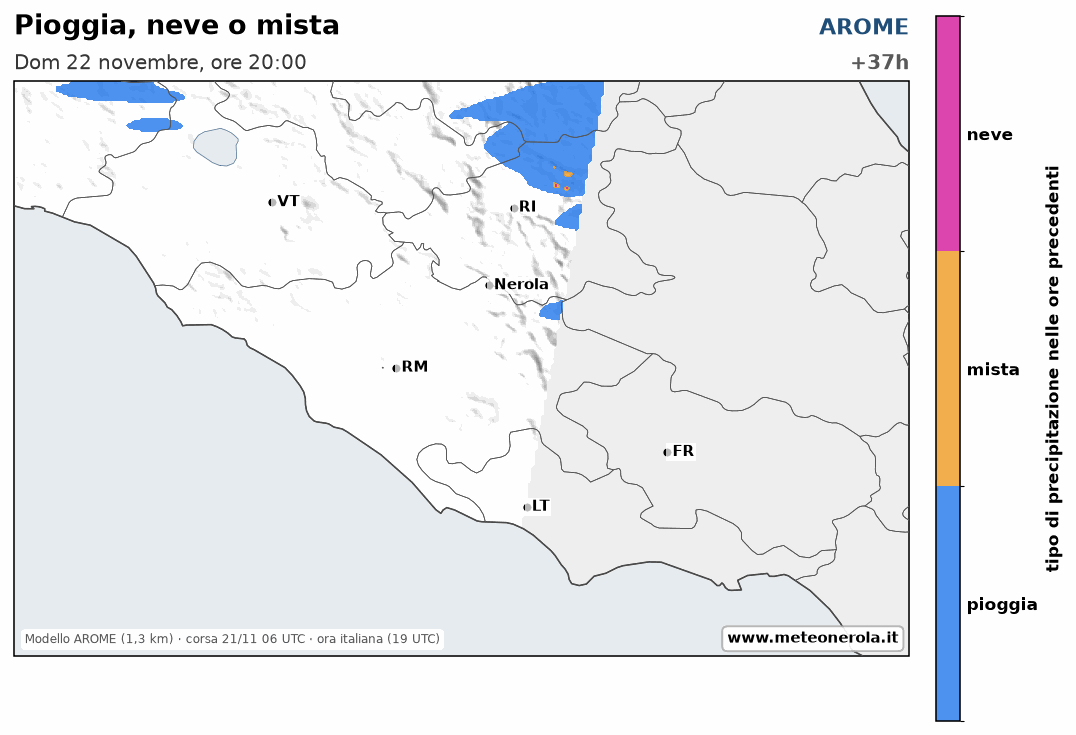 Pioggia, neve o mista
AROME
Dom 22 novembre, ore 20:00
+37h
neve
VT
RI
Nerola
mista
RM
FR
LT
pioggia
tipo di precipitazione nelle ore precedenti
Modello AROME (1,3 km) · corsa 21/11 06 UTC · ora italiana (19 UTC)
www.meteonerola.it